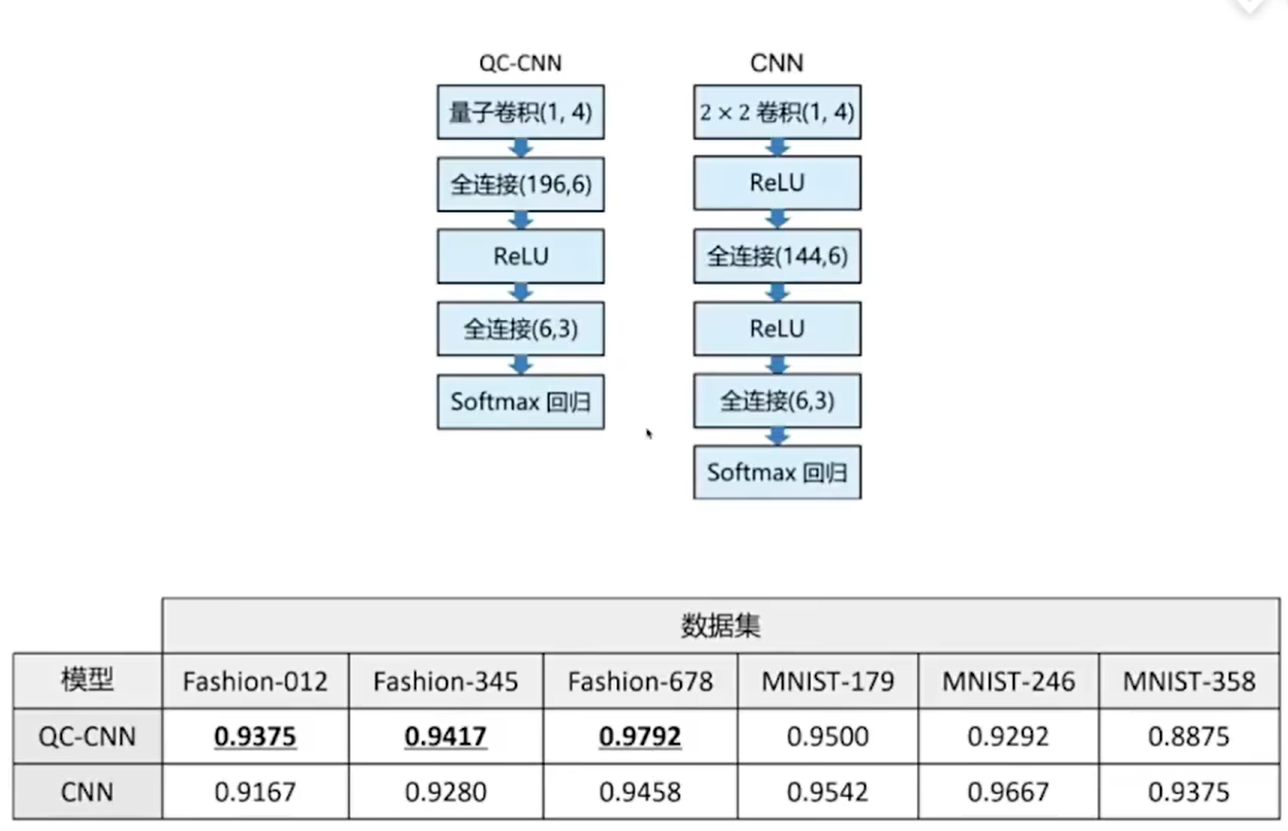 QC-CNN
量子卷积(1, 4)
全连接(196,6)
ReLU
全连接(6,3)
Softmax 回归
CNN
2 × 2 卷积(1, 4)
ReLU
全连接(144,6)
ReLU
全连接(6,3)
Softmax 回归
数据集
模型 Fashion-012 Fashion-345 Fashion-678 MNIST-179 MNIST-246 MNIST-358
QC-CNN 0.9375 0.9417 0.9792 0.9500 0.9292 0.8875
CNN 0.9167 0.9280 0.9458 0.9542 0.9667 0.9375